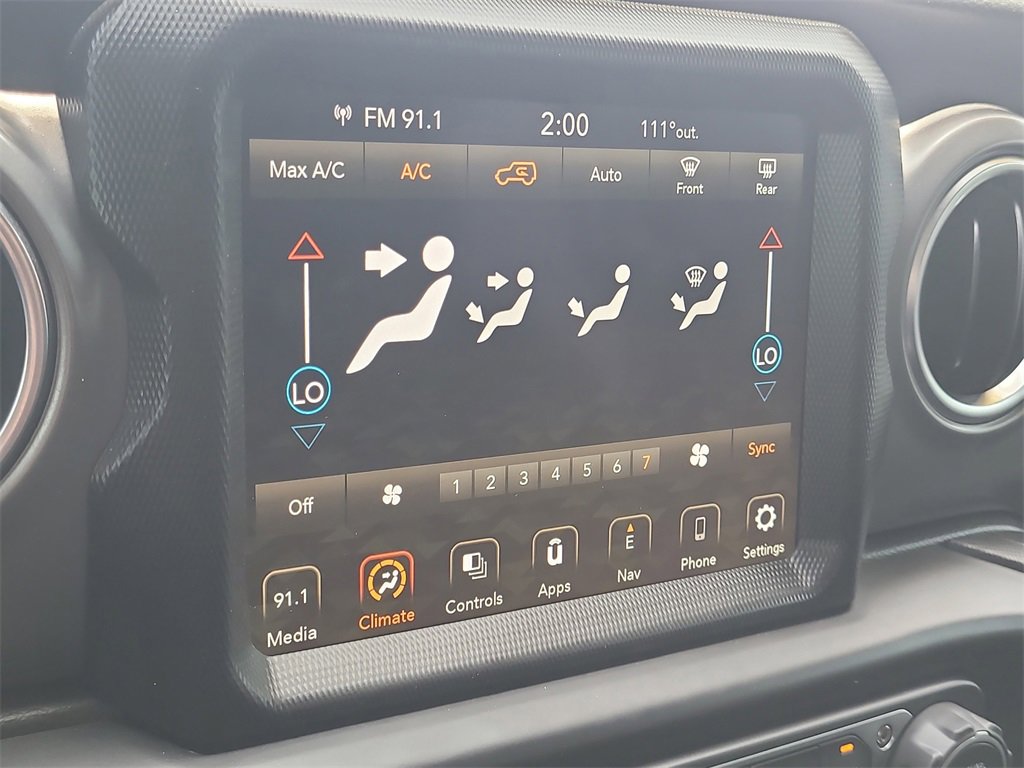 FM 91.1 2:00 111°out.
Max A/C A/C Auto Front Rear
LO LO
Off 1 2 3 4 5 6 7 Sync
91.1 E
Media Climate Controls Apps Nav Phone Settings